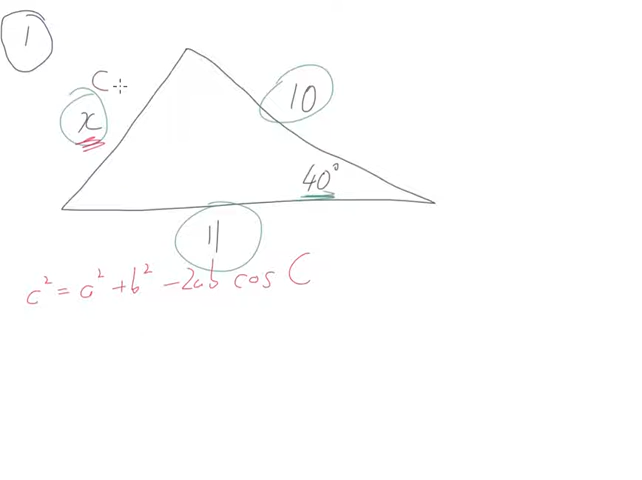 1
C
x
10
40°
11
c² = a² + b² - 2ab cos C